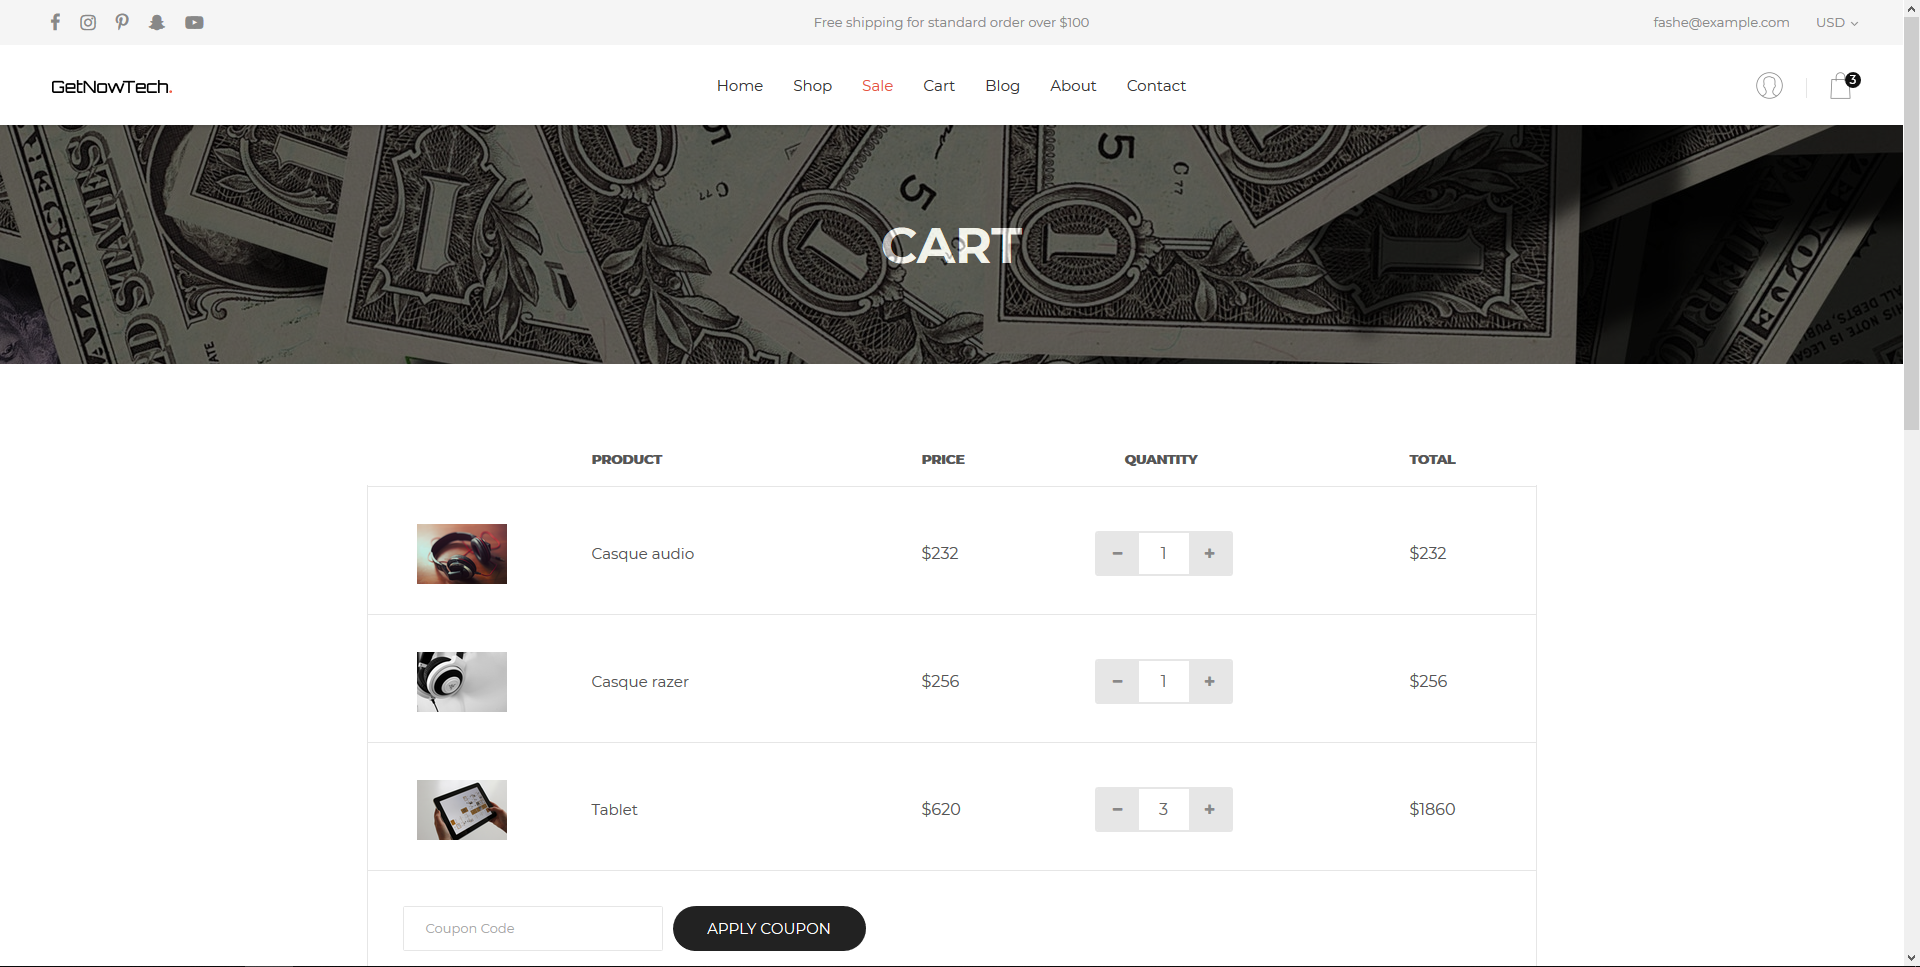 Free shipping for standard order over $100
fashe@example.com
USD
GetNowTech.
Home
Shop
Sale
Cart
Blog
About
Contact
3
CART
PRODUCT
PRICE
QUANTITY
TOTAL
Casque audio
$232
1
$232
Casque razer
$256
1
$256
Tablet
$620
3
$1860
Coupon Code
APPLY COUPON